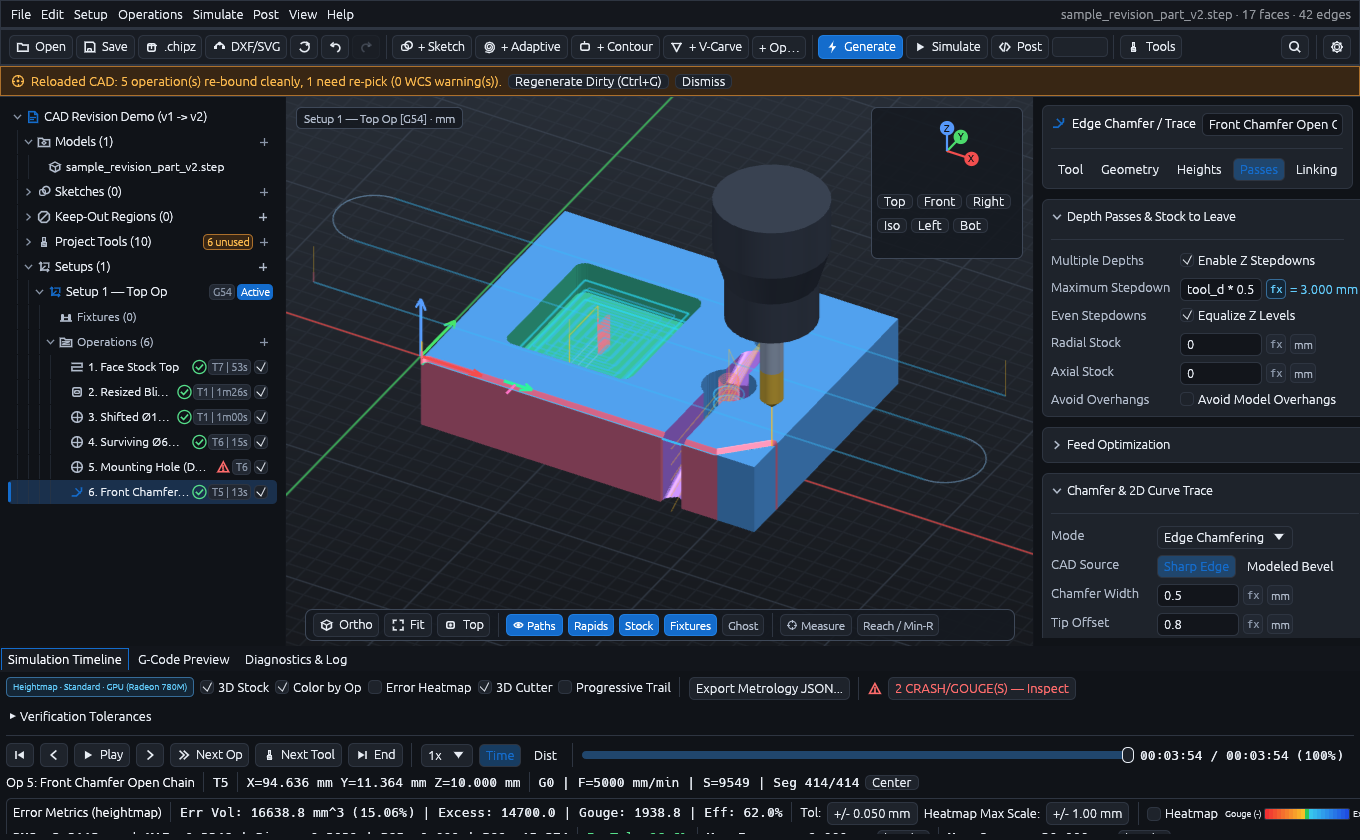 File Edit Setup Operations Simulate Post View Help
sample_revision_part_v2.step · 17 faces · 42 edges
Open Save .chipz DXF/SVG + Sketch + Adaptive + Contour + V-Carve + Op... Generate Simulate Post Tools
Reloaded CAD: 5 operation(s) re-bound cleanly, 1 need re-pick (0 WCS warning(s)). Regenerate Dirty (Ctrl+G) Dismiss
CAD Revision Demo (v1 -> v2)
Models (1) +
sample_revision_part_v2.step
Sketches (0) +
Keep-Out Regions (0) +
Project Tools (10) 6 unused +
Setups (1) +
Setup 1 — Top Op G54 Active
Fixtures (0)
Operations (6) +
1. Face Stock Top T7 | 53s
2. Resized Bli... T1 | 1m26s
3. Shifted Ø1... T1 | 1m00s
4. Surviving Ø6... T6 | 15s
5. Mounting Hole (D... T6
6. Front Chamfer... T5 | 13s
Setup 1 — Top Op [G54] · mm
Z
Y
X
Top Front Right
Iso Left Bot
Ortho Fit Top Paths Rapids Stock Fixtures Ghost Measure Reach / Min-R
Edge Chamfer / Trace Front Chamfer Open C
Tool Geometry Heights Passes Linking
Depth Passes & Stock to Leave
Multiple Depths Enable Z Stepdowns
Maximum Stepdown tool_d * 0.5 fx = 3.000 mm
Even Stepdowns Equalize Z Levels
Radial Stock 0 fx mm
Axial Stock 0 fx mm
Avoid Overhangs Avoid Model Overhangs
Feed Optimization
Chamfer & 2D Curve Trace
Mode Edge Chamfering
CAD Source Sharp Edge Modeled Bevel
Chamfer Width 0.5 fx mm
Tip Offset 0.8 fx mm
Simulation Timeline G-Code Preview Diagnostics & Log
Heightmap · Standard · GPU (Radeon 780M) 3D Stock Color by Op Error Heatmap 3D Cutter Progressive Trail Export Metrology JSON... 2 CRASH/GOUGE(S) — Inspect
Verification Tolerances
Play Next Op Next Tool End 1x Time Dist 00:03:54 / 00:03:54 (100%)
Op 5: Front Chamfer Open Chain T5 X=94.636 mm Y=11.364 mm Z=10.000 mm G0 | F=5000 mm/min | S=9549 | Seg 414/414 Center
Error Metrics (heightmap) Err Vol: 16638.8 mm^3 (15.06%) | Excess: 14700.0 | Gouge: 1938.8 | Eff: 62.0% Tol: +/- 0.050 mm Heatmap Max Scale: +/- 1.00 mm Heatmap Gouge (-)